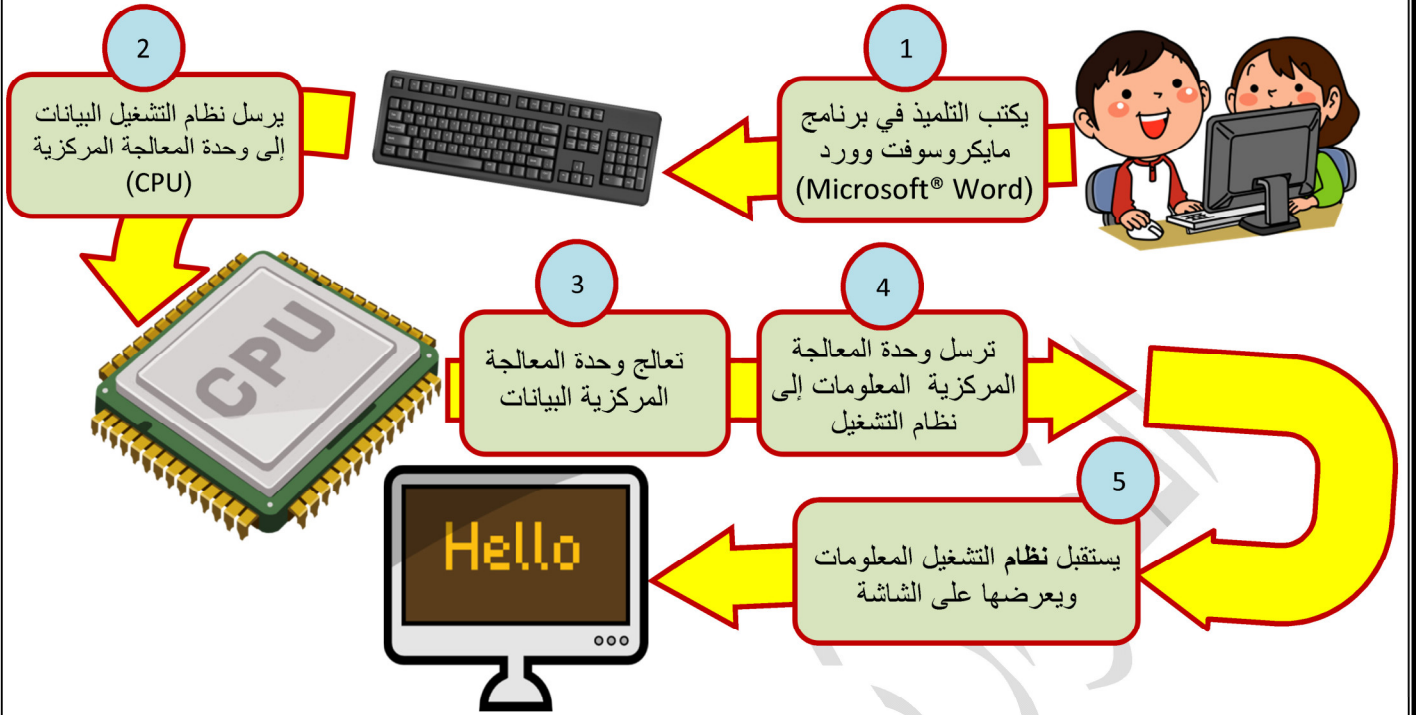 1
يكتب التلميذ في برنامج
مايكروسوفت وورد
(Microsoft® Word)
2
يرسل نظام التشغيل البيانات
إلى وحدة المعالجة المركزية
(CPU)
CPU
3
تعالج وحدة المعالجة
المركزية البيانات
4
ترسل وحدة المعالجة
المركزية المعلومات إلى
نظام التشغيل
5
يستقبل نظام التشغيل المعلومات
ويعرضها على الشاشة
Hello